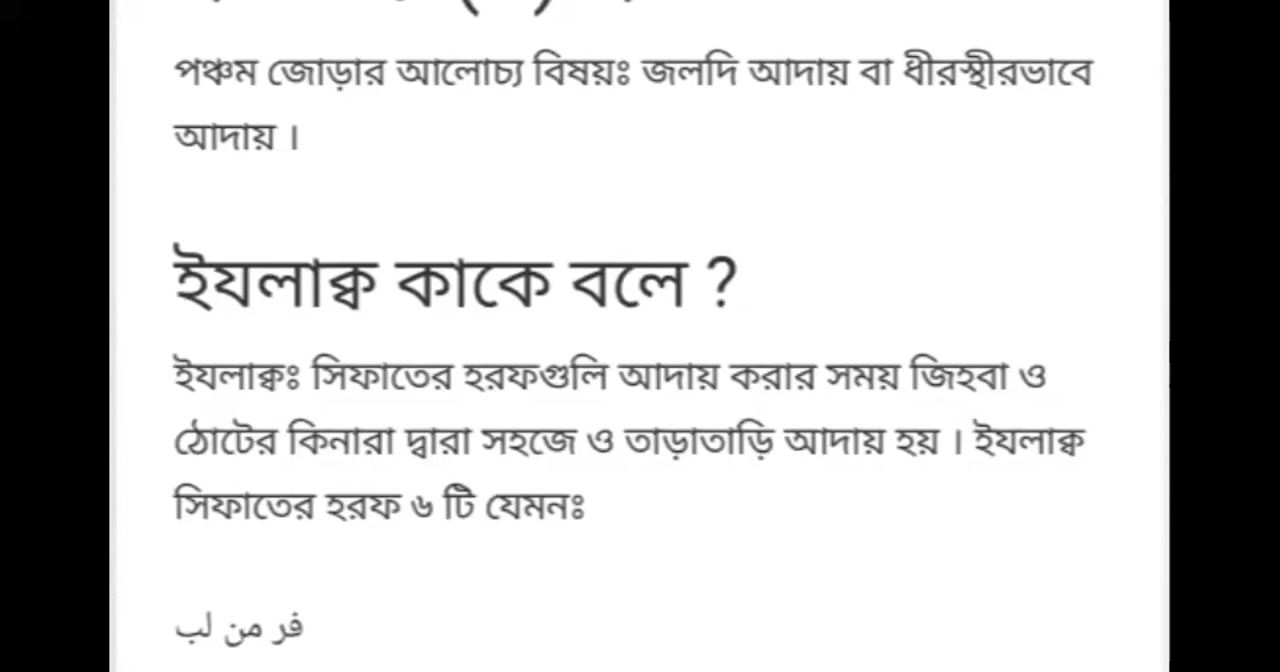 পঞ্চম জোড়ার আলোচ্য বিষয়ঃ জলদি আদায় বা ধীরস্থীরভাবে
আদায় ।
ইযলাক্ব কাকে বলে ?
ইযলাক্বঃ সিফাতের হরফগুলি আদায় করার সময় জিহবা ও
ঠোটের কিনারা দ্বারা সহজে ও তাড়াতাড়ি আদায় হয় । ইযলাক্ব
সিফাতের হরফ ৬ টি যেমনঃ
فر من لب